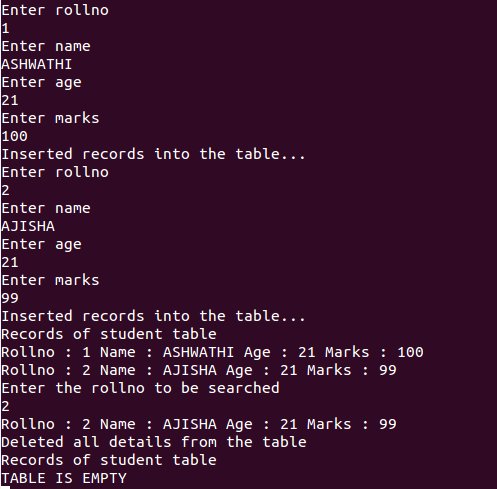 Enter rollno
1
Enter name
ASHWATHI
Enter age
21
Enter marks
100
Inserted records into the table...
Enter rollno
2
Enter name
AJISHA
Enter age
21
Enter marks
99
Inserted records into the table...
Records of student table
Rollno : 1 Name : ASHWATHI Age : 21 Marks : 100
Rollno : 2 Name : AJISHA Age : 21 Marks : 99
Enter the rollno to be searched
2
Rollno : 2 Name : AJISHA Age : 21 Marks : 99
Deleted all details from the table
Records of student table
TABLE IS EMPTY